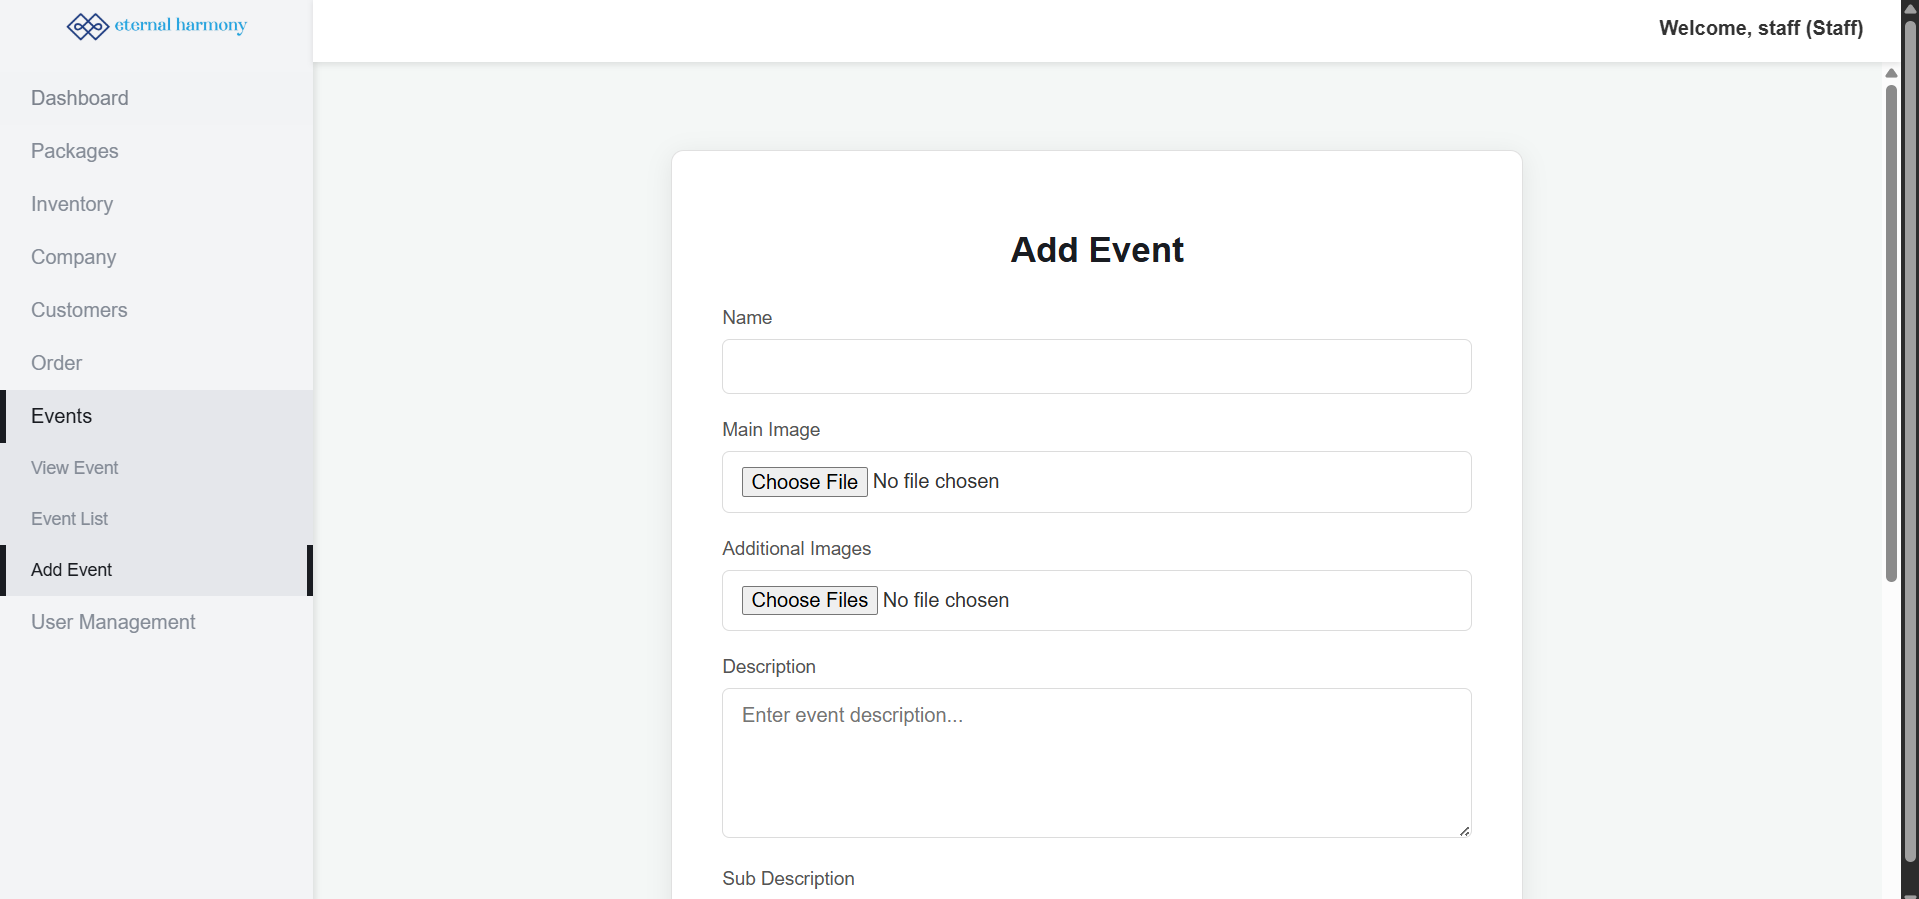 eternal harmony
Welcome, staff (Staff)
Dashboard
Packages
Inventory
Company
Customers
Order
Events
View Event
Event List
Add Event
User Management
Add Event
Name
Main Image
Choose File No file chosen
Additional Images
Choose Files No file chosen
Description
Enter event description...
Sub Description